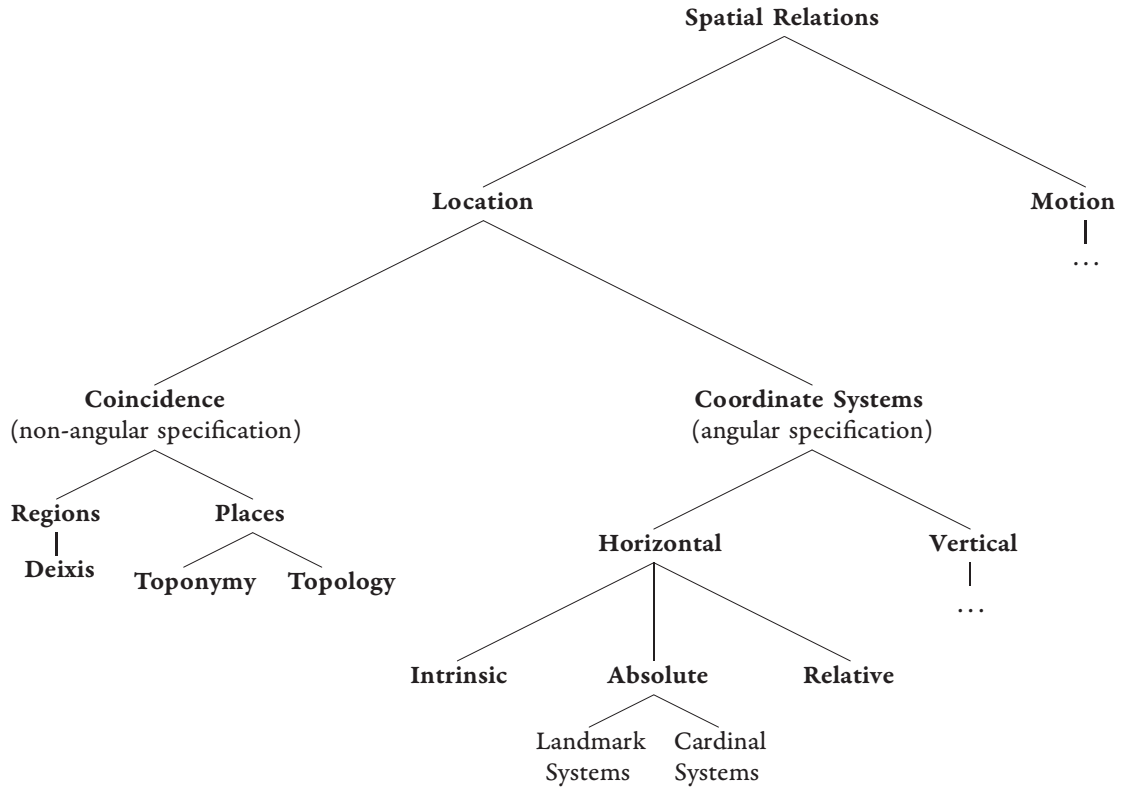 Spatial Relations
Location
Motion
...
Coincidence
(non-angular specification)
Coordinate Systems
(angular specification)
Regions
Places
Deixis
Toponymy
Topology
Horizontal
Vertical
...
Intrinsic
Absolute
Relative
Landmark
Systems
Cardinal
Systems